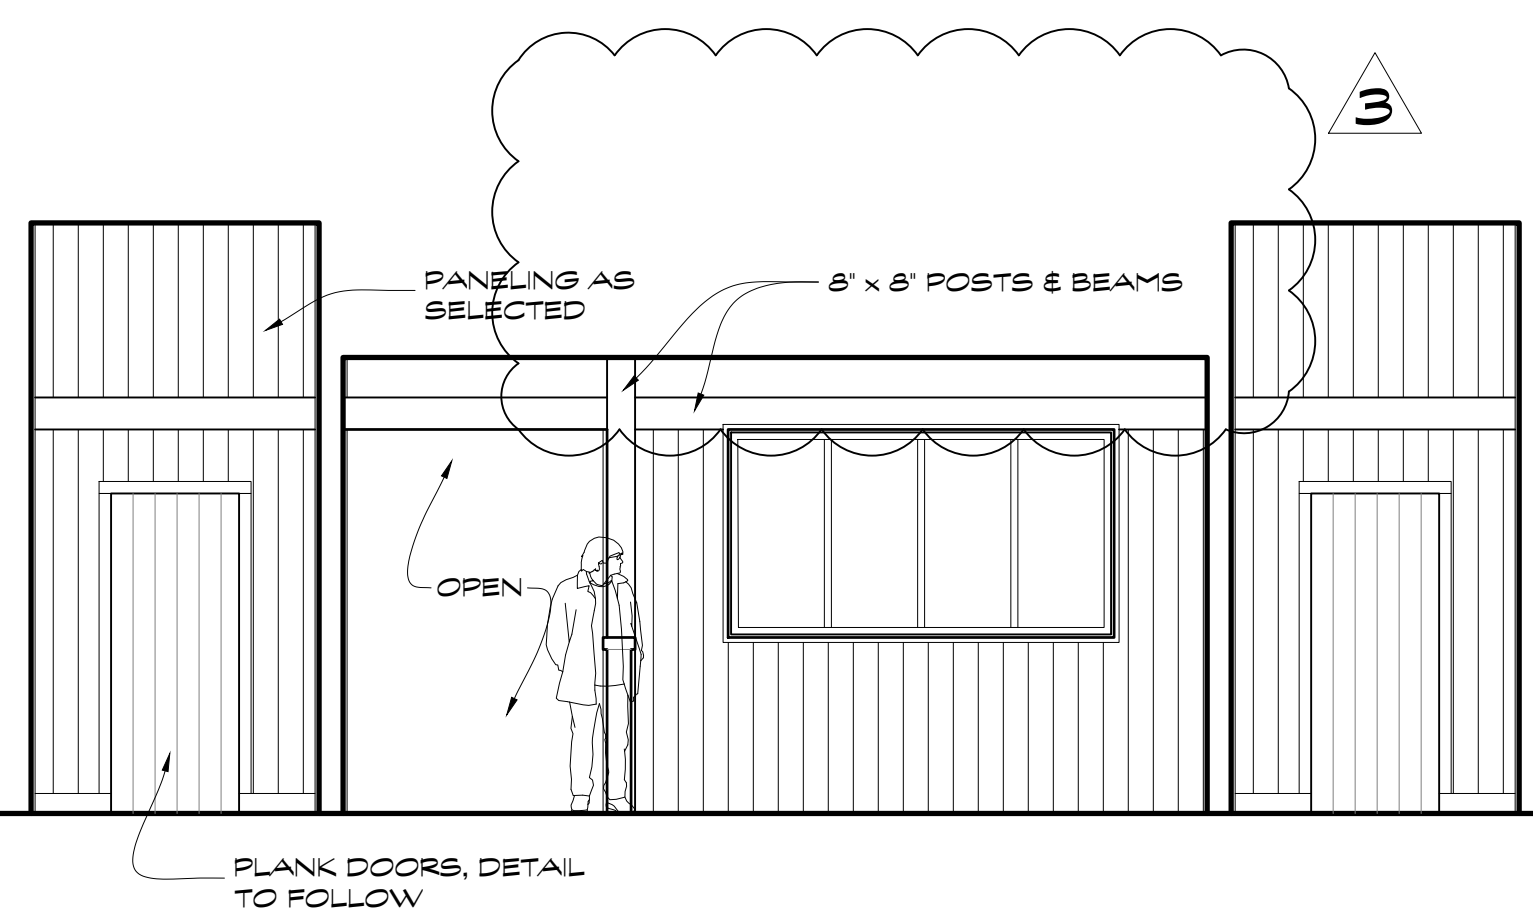 3
PANELING AS
SELECTED
8" x 8" POSTS & BEAMS
OPEN
PLANK DOORS, DETAIL
TO FOLLOW